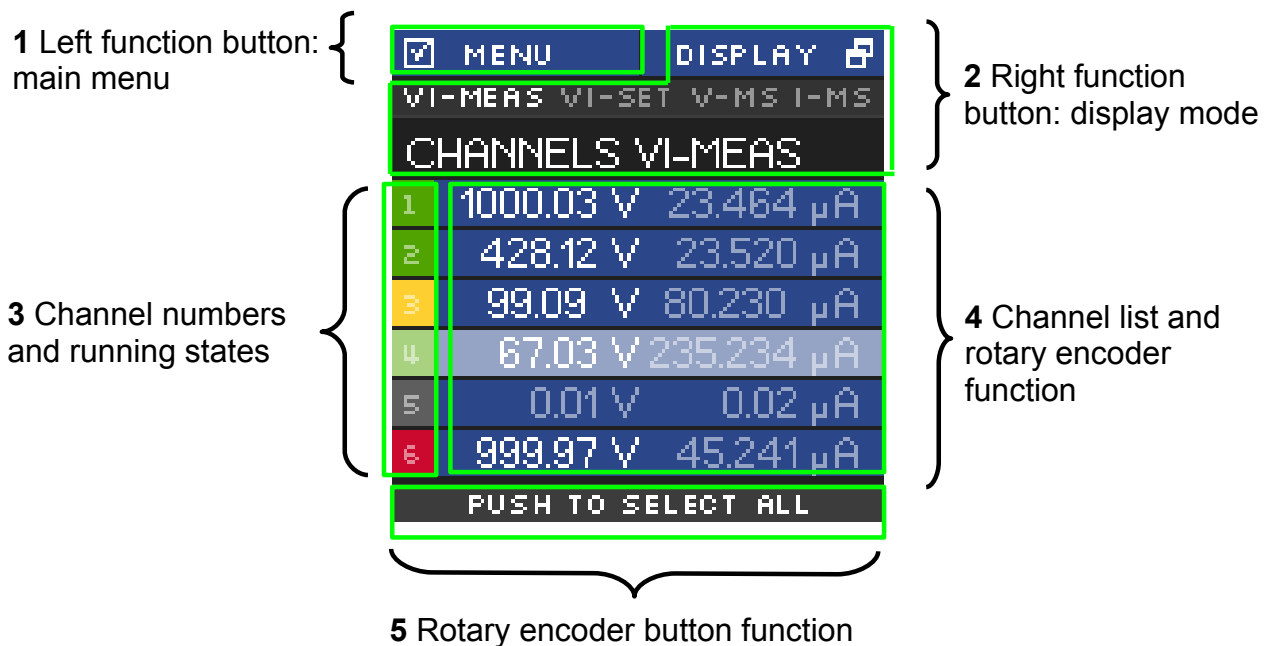 1 Left function button:
main menu
MENU
DISPLAY
VI-MEAS VI-SET V-MS I-MS
CHANNELS VI-MEAS
2 Right function
button: display mode
1 1000.03 V 23.464 µA
2 428.12 V 23.520 µA
3 99.09 V 80.230 µA
4 67.03 V 235.234 µA
5 0.01 V 0.02 µA
6 999.97 V 45.241 µA
3 Channel numbers
and running states
4 Channel list and
rotary encoder
function
PUSH TO SELECT ALL
5 Rotary encoder button function